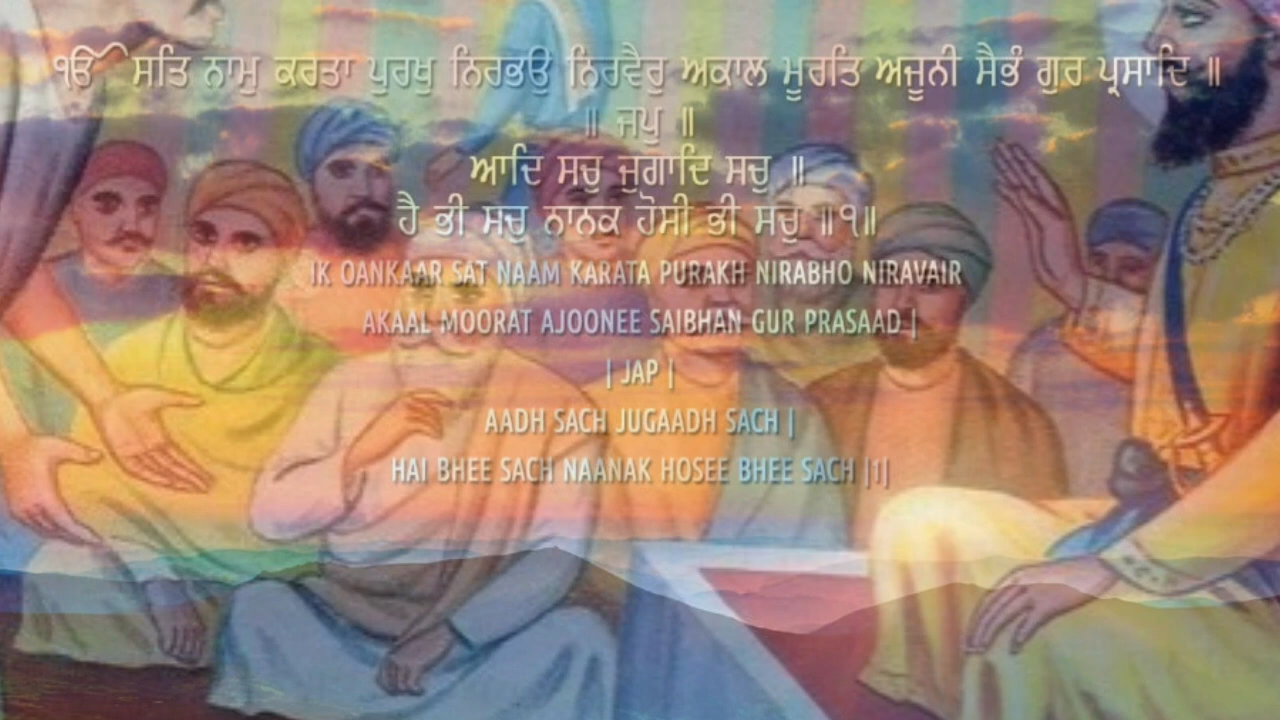 ੴ ਸਤਿ ਨਾਮੁ ਕਰਤਾ ਪੁਰਖੁ ਨਿਰਭਉ ਨਿਰਵੈਰੁ ਅਕਾਲ ਮੂਰਤਿ ਅਜੂਨੀ ਸੈਭੰ ਗੁਰ ਪ੍ਰਸਾਦਿ ॥
॥ ਜਪੁ ॥
ਆਦਿ ਸਚੁ ਜੁਗਾਦਿ ਸਚੁ ॥
ਹੈ ਭੀ ਸਚੁ ਨਾਨਕ ਹੋਸੀ ਭੀ ਸਚੁ ॥੧॥
IK OANKAAR SAT NAAM KARATA PURAKH NIRABHO NIRAVAIR
AKAAL MOORAT AJOONEE SAIBHAN GUR PRASAAD |
| JAP |
AADH SACH JUGAADH SACH |
HAI BHEE SACH NAANAK HOSEE BHEE SACH |1|